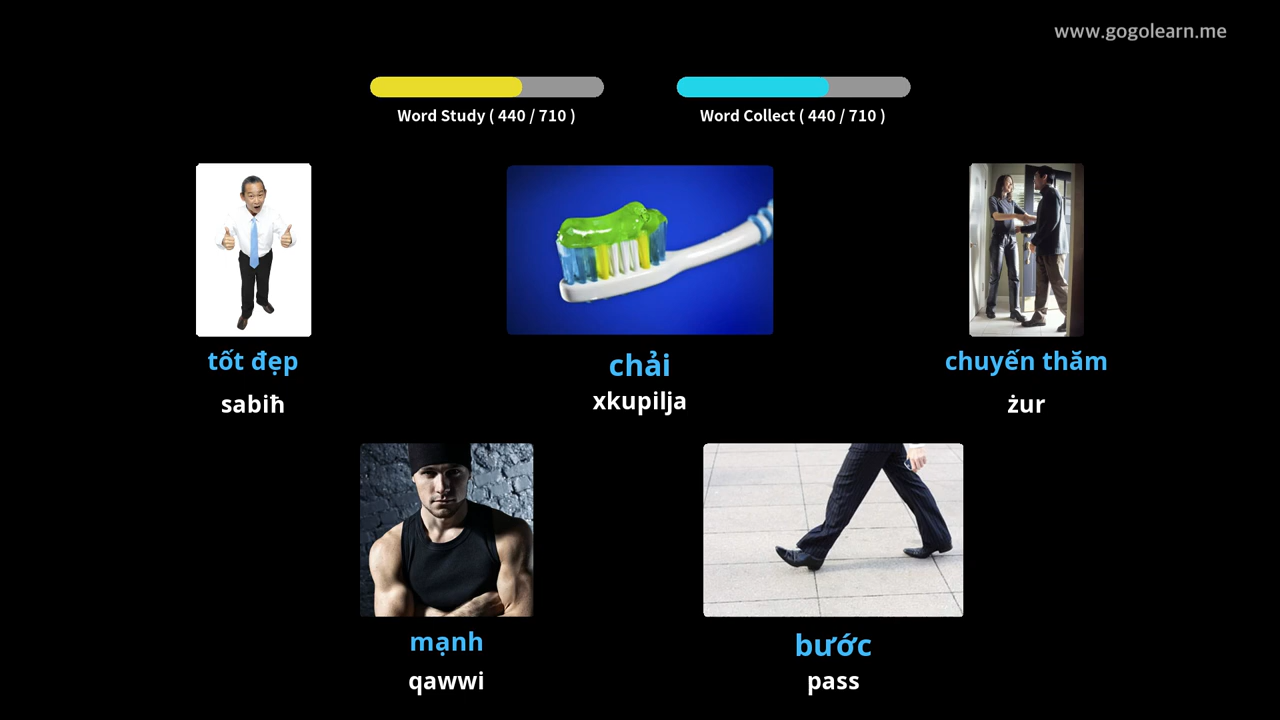 www.gogolearn.me
Word Study ( 440 / 710 )
Word Collect ( 440 / 710 )
tốt đẹp
sabiħ
chải
xkupilja
chuyến thăm
żur
mạnh
qawwi
bước
pass